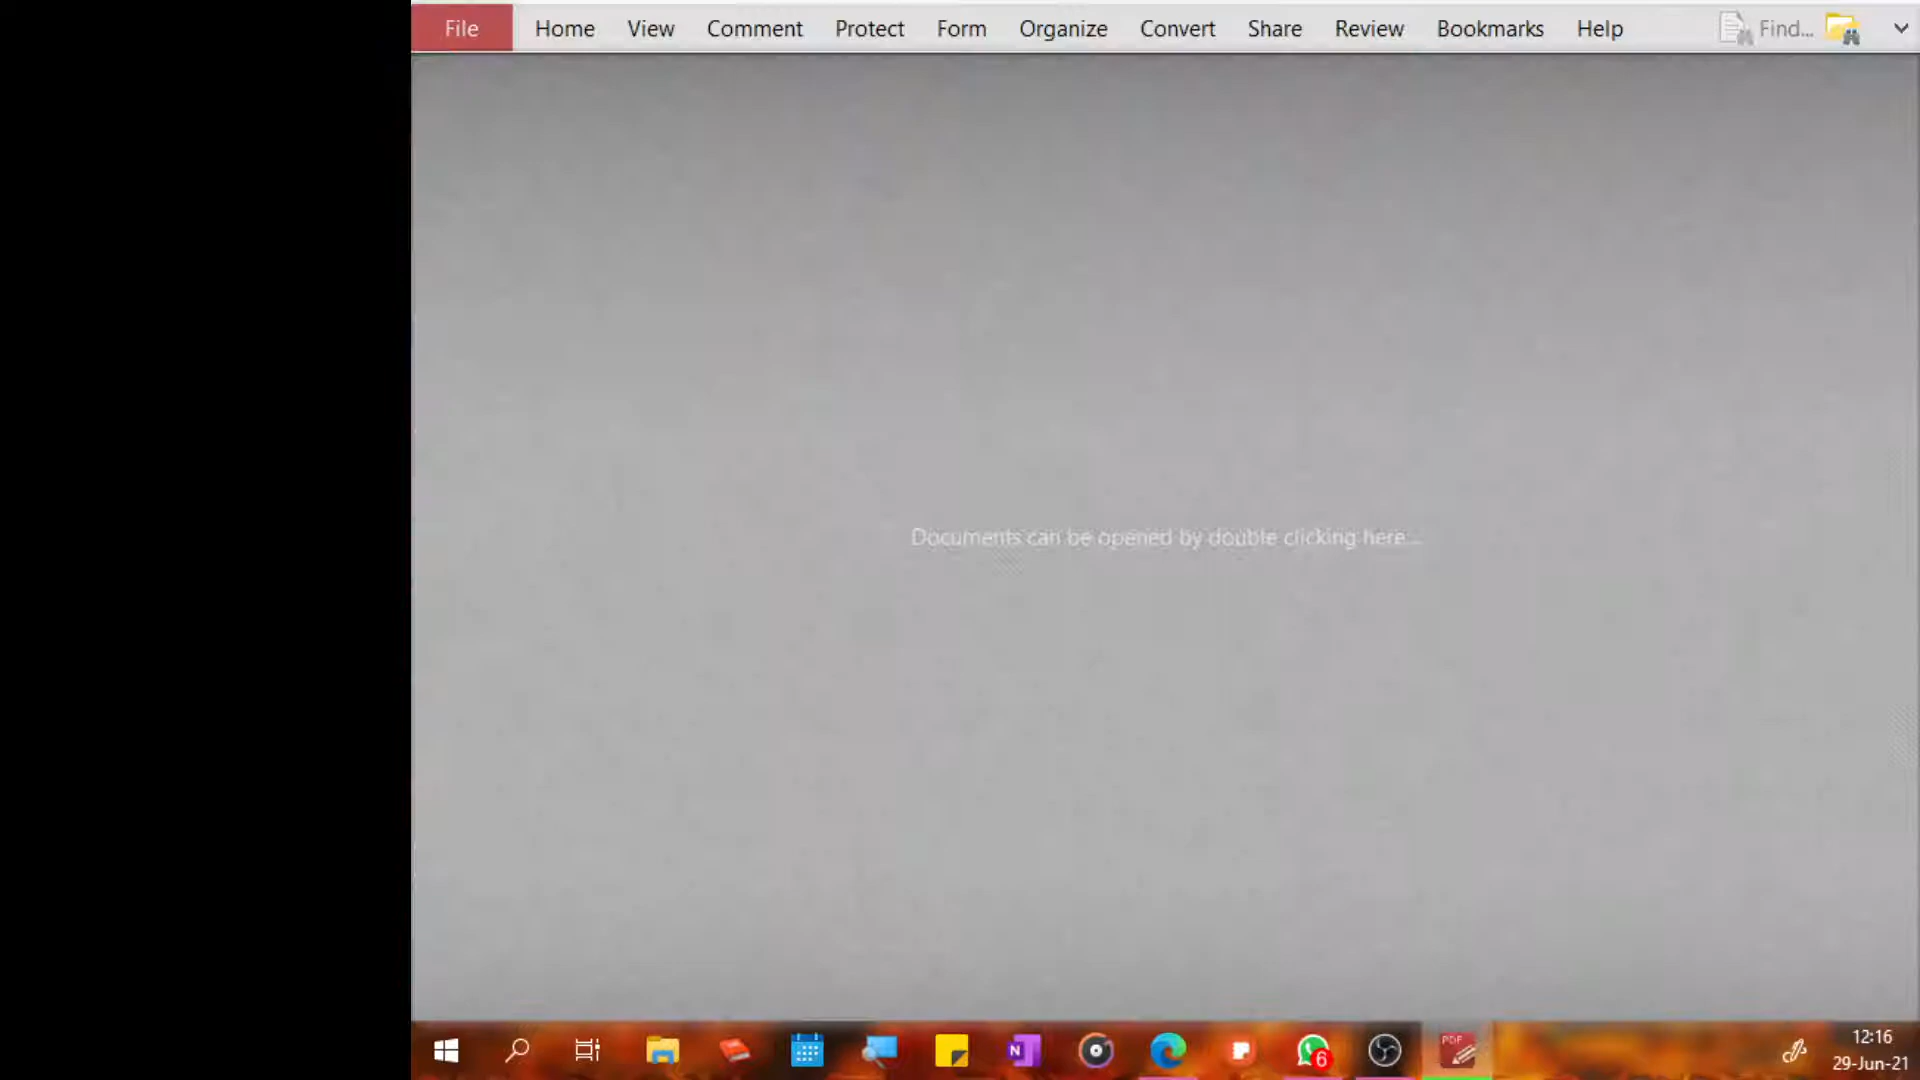 File Home View Comment Protect Form Organize Convert Share Review Bookmarks Help Find...
Documents can be opened by double clicking here...
N 6 PDF
12:16
29-Jun-21